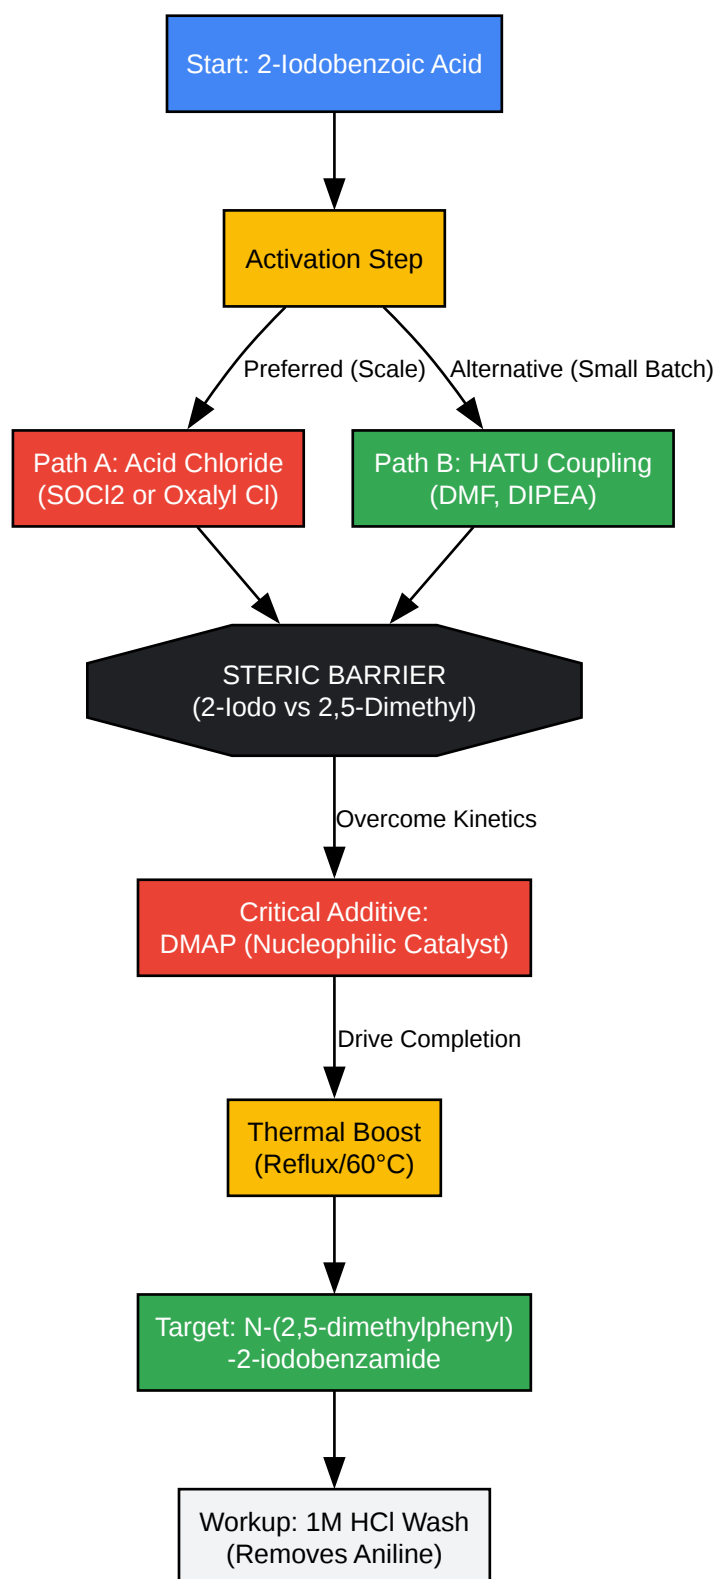 Start: 2-Iodobenzoic Acid
Activation Step
Preferred (Scale)
Alternative (Small Batch)
Path A: Acid Chloride
(SOCl2 or Oxalyl Cl)
Path B: HATU Coupling
(DMF, DIPEA)
STERIC BARRIER
(2-Iodo vs 2,5-Dimethyl)
Overcome Kinetics
Critical Additive:
DMAP (Nucleophilic Catalyst)
Drive Completion
Thermal Boost
(Reflux/60°C)
Target: N-(2,5-dimethylphenyl)
-2-iodobenzamide
Workup: 1M HCl Wash
(Removes Aniline)